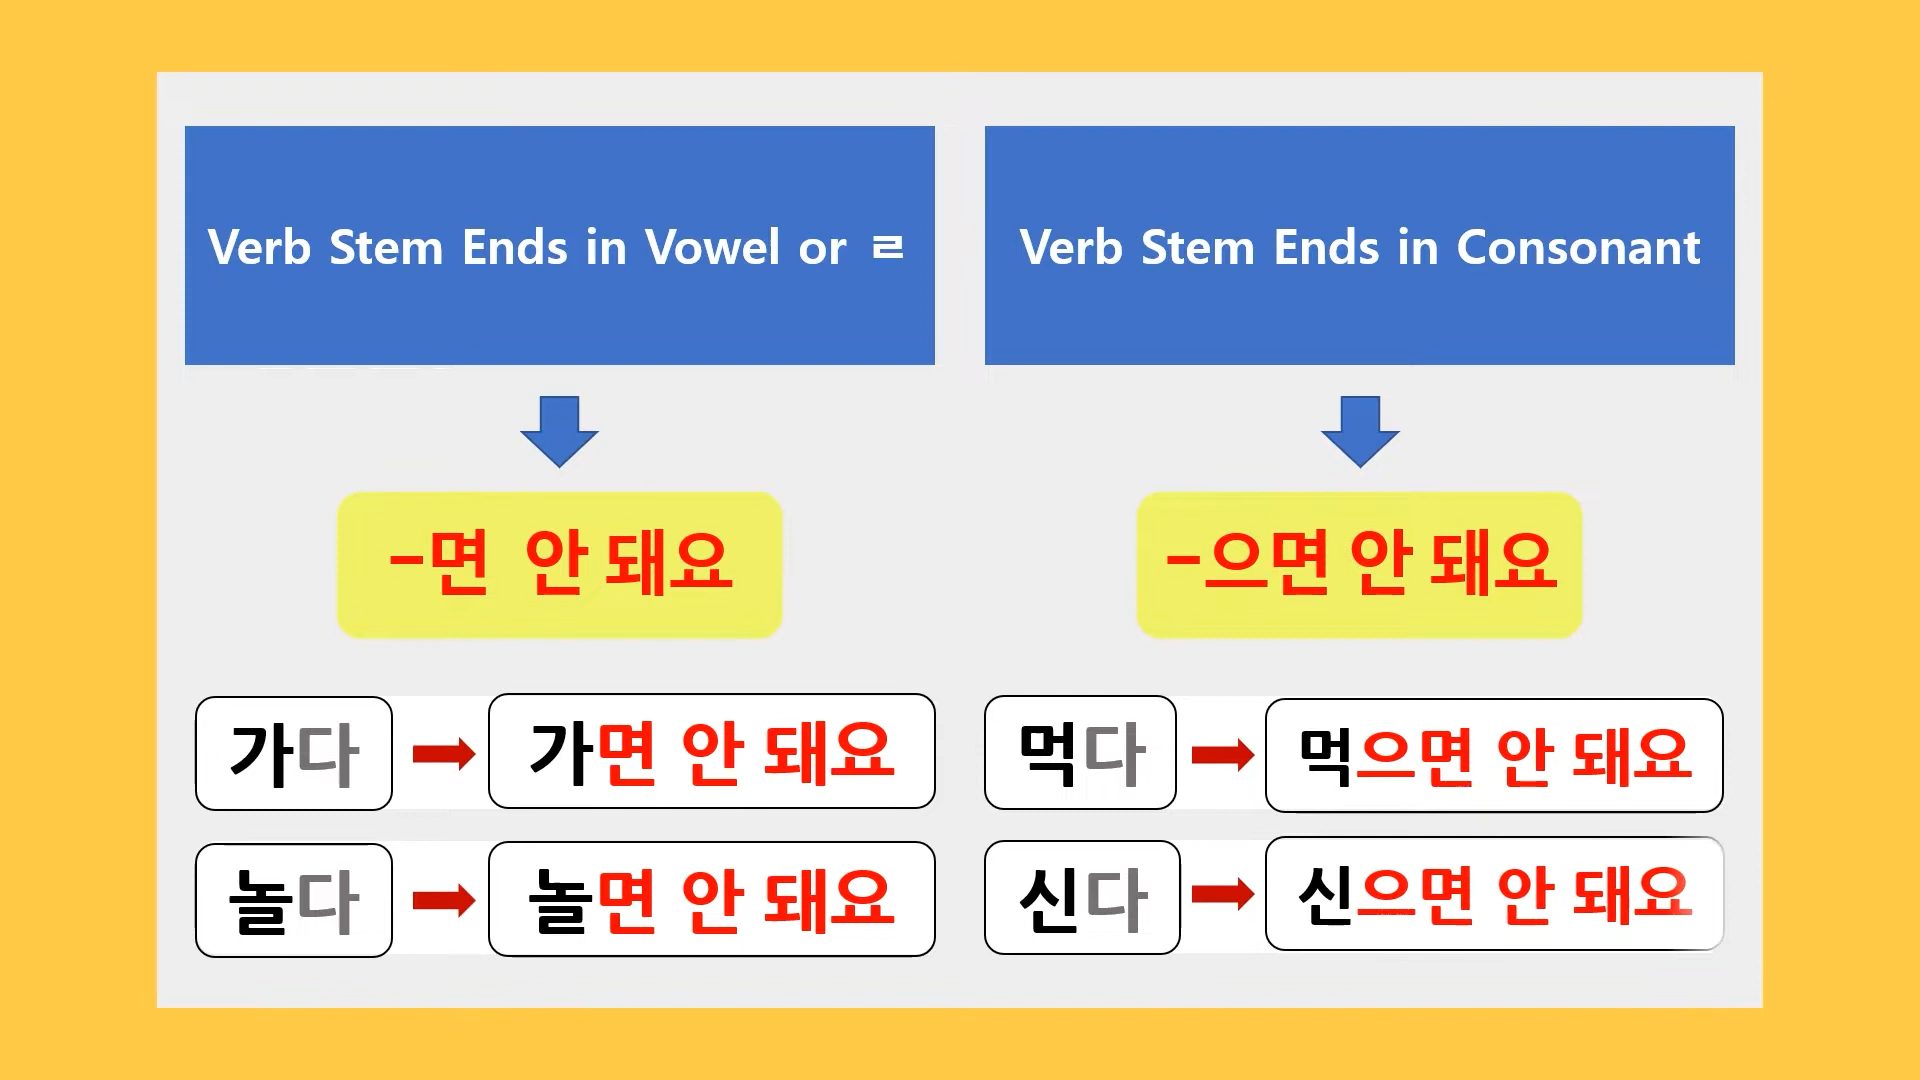 Verb Stem Ends in Vowel or ㄹ
-면 안 돼요
가다 가면 안 돼요
놀다 놀면 안 돼요
Verb Stem Ends in Consonant
-으면 안 돼요
먹다 먹으면 안 돼요
신다 신으면 안 돼요